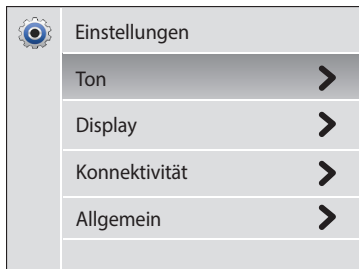 Einstellungen
Ton
Display
Konnektivität
Allgemein